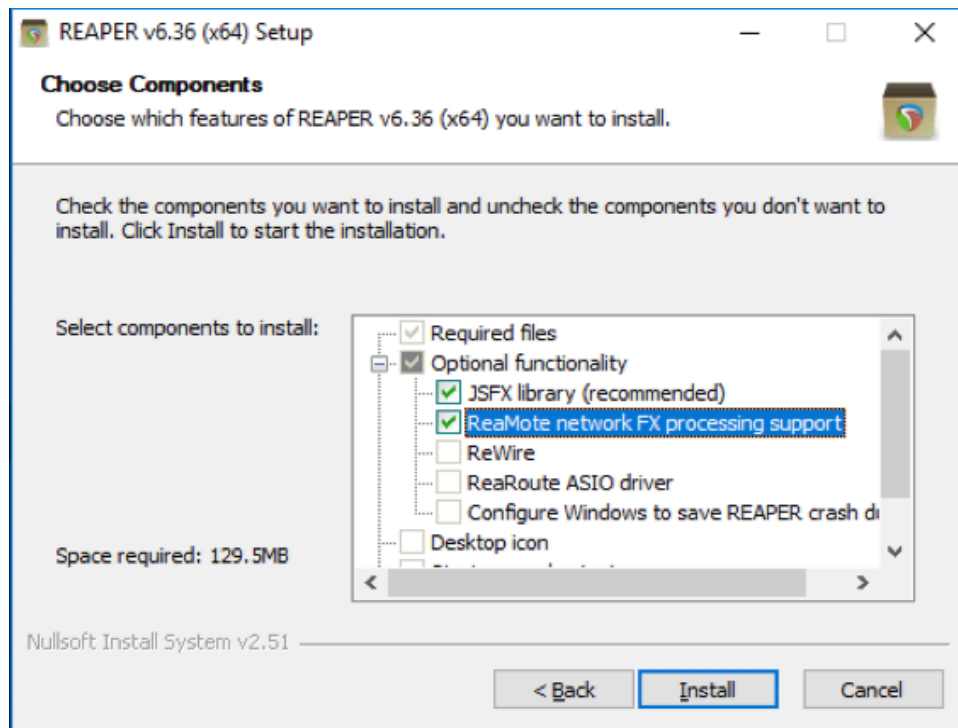 REAPER v6.36 (x64) Setup
Choose Components
Choose which features of REAPER v6.36 (x64) you want to install.
Check the components you want to install and uncheck the components you don't want to
install. Click Install to start the installation.
Select components to install:
Required files
Optional functionality
JSFX library (recommended)
ReaMote network FX processing support
ReWire
ReaRoute ASIO driver
Configure Windows to save REAPER crash
Desktop icon
Space required: 129.5MB
Nullsoft Install System v2.51
< Back
Install
Cancel